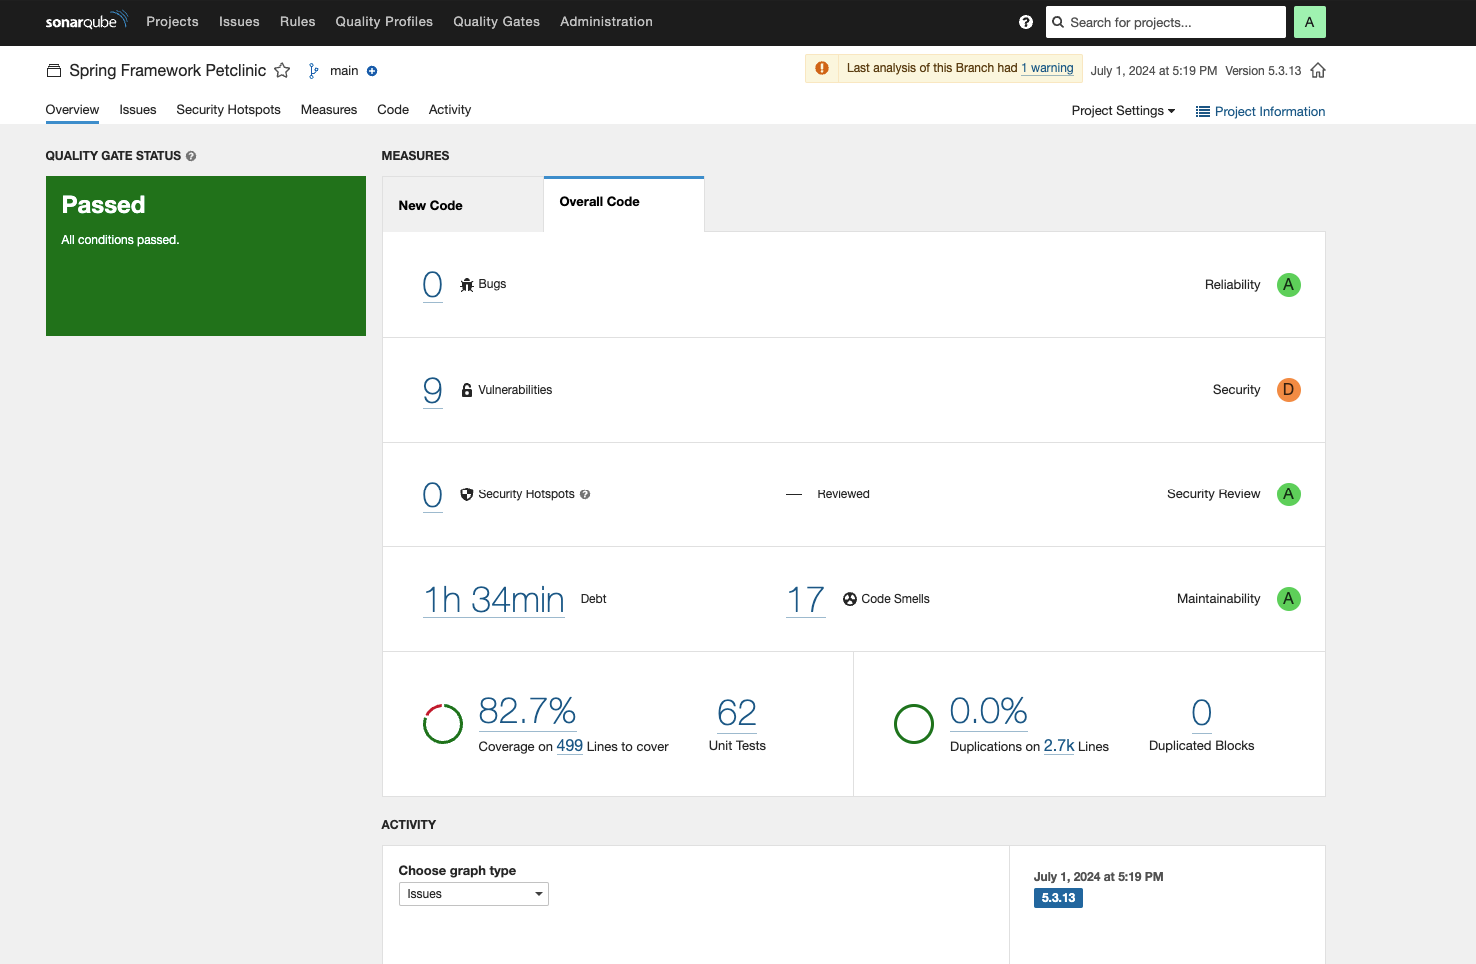 sonarqube Projects Issues Rules Quality Profiles Quality Gates Administration ? Search for projects... A
Spring Framework Petclinic main Last analysis of this Branch had 1 warning July 1, 2024 at 5:19 PM Version 5.3.13
Overview Issues Security Hotspots Measures Code Activity Project Settings Project Information
QUALITY GATE STATUS ?
Passed
All conditions passed.
MEASURES
New Code Overall Code
0 Bugs Reliability A
9 Vulnerabilities Security D
0 Security Hotspots ? — Reviewed Security Review A
1h 34min Debt 17 Code Smells Maintainability A
82.7%
Coverage on 499 Lines to cover
62
Unit Tests
0.0%
Duplications on 2.7k Lines
0
Duplicated Blocks
ACTIVITY
Choose graph type
Issues
July 1, 2024 at 5:19 PM
5.3.13